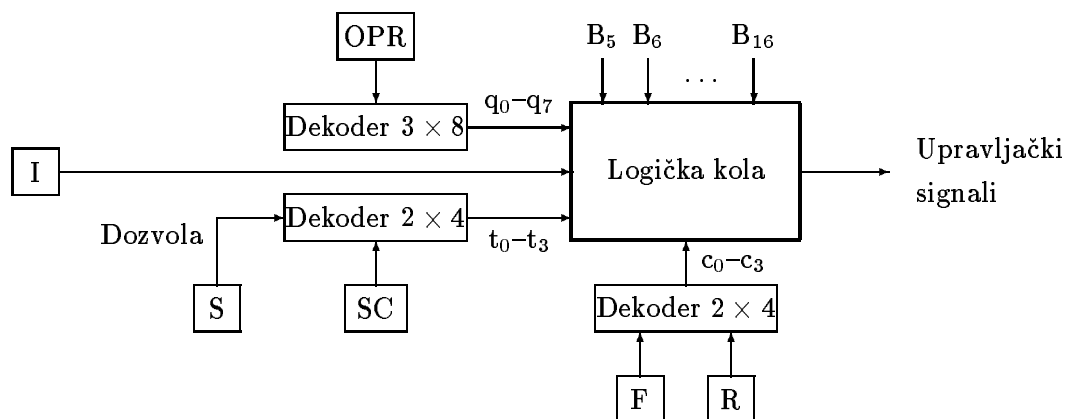 OPR
B₅ B₆ ... B₁₆
q₀–q₇
Dekoder 3 × 8
I
Logička kola
Upravljački
signali
Dekoder 2 × 4
Dozvola
t₀–t₃
c₀–c₃
S
SC
Dekoder 2 × 4
F
R